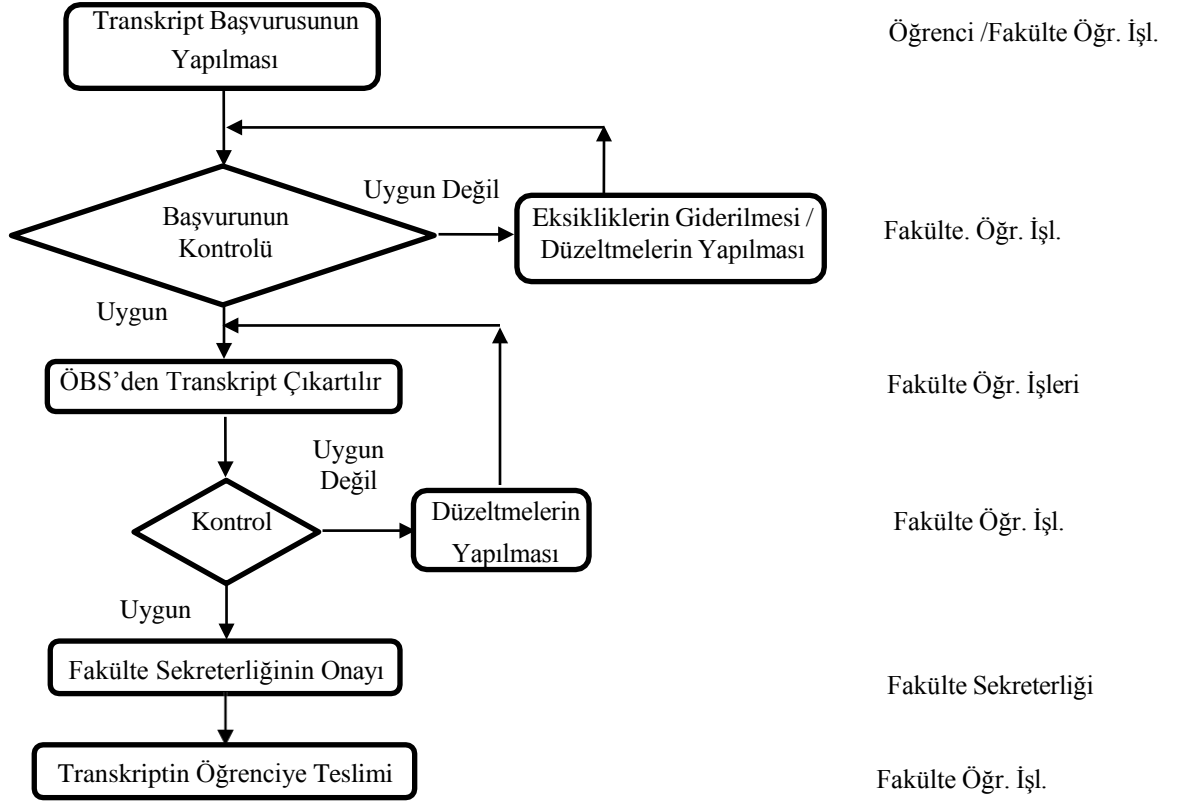 Transkript Başvurusunun
Yapılması
Öğrenci /Fakülte Öğr. İşl.
Uygun Değil
Başvurunun
Kontrolü
Eksikliklerin Giderilmesi /
Düzeltmelerin Yapılması
Fakülte. Öğr. İşl.
Uygun
ÖBS’den Transkript Çıkartılır
Fakülte Öğr. İşleri
Uygun
Değil
Kontrol
Düzeltmelerin
Yapılması
Fakülte Öğr. İşl.
Uygun
Fakülte Sekreterliğinin Onayı
Fakülte Sekreterliği
Transkriptin Öğrenciye Teslimi
Fakülte Öğr. İşl.